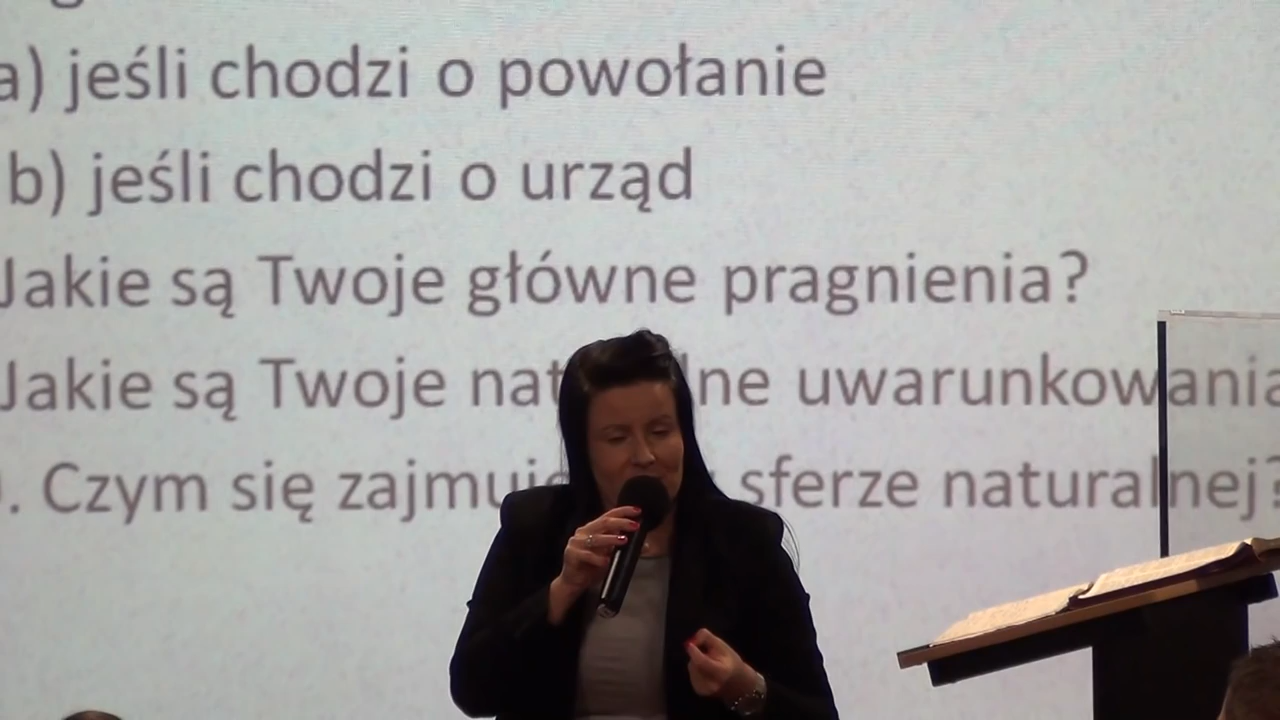 a) jeśli chodzi o powołanie
b) jeśli chodzi o urząd
Jakie są Twoje główne pragnienia?
Jakie są Twoje uwarunkowania
. Czym się sferze naturalnej?